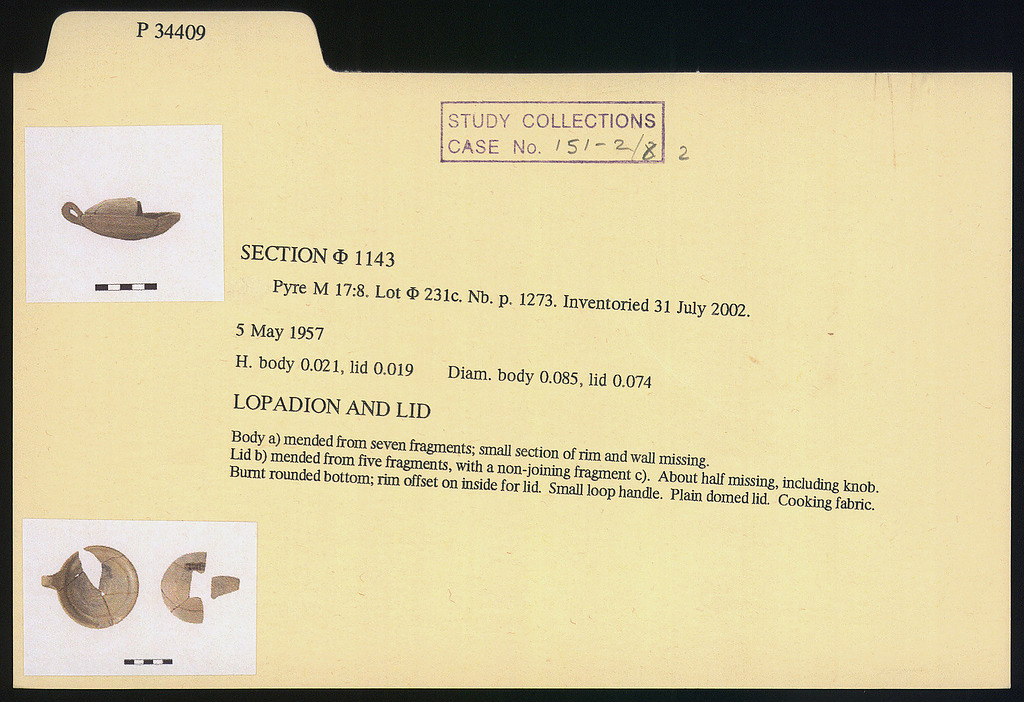 P 34409
STUDY COLLECTIONS
CASE No. 151-2/8 2
SECTION Φ 1143
Pyre M 17:8. Lot Φ 231c. Nb. p. 1273. Inventoried 31 July 2002.
5 May 1957
H. body 0.021, lid 0.019 Diam. body 0.085, lid 0.074
LOPADION AND LID
Body a) mended from seven fragments; small section of rim and wall missing.
Lid b) mended from five fragments, with a non-joining fragment c). About half missing, including knob.
Burnt rounded bottom; rim offset on inside for lid. Small loop handle. Plain domed lid. Cooking fabric.